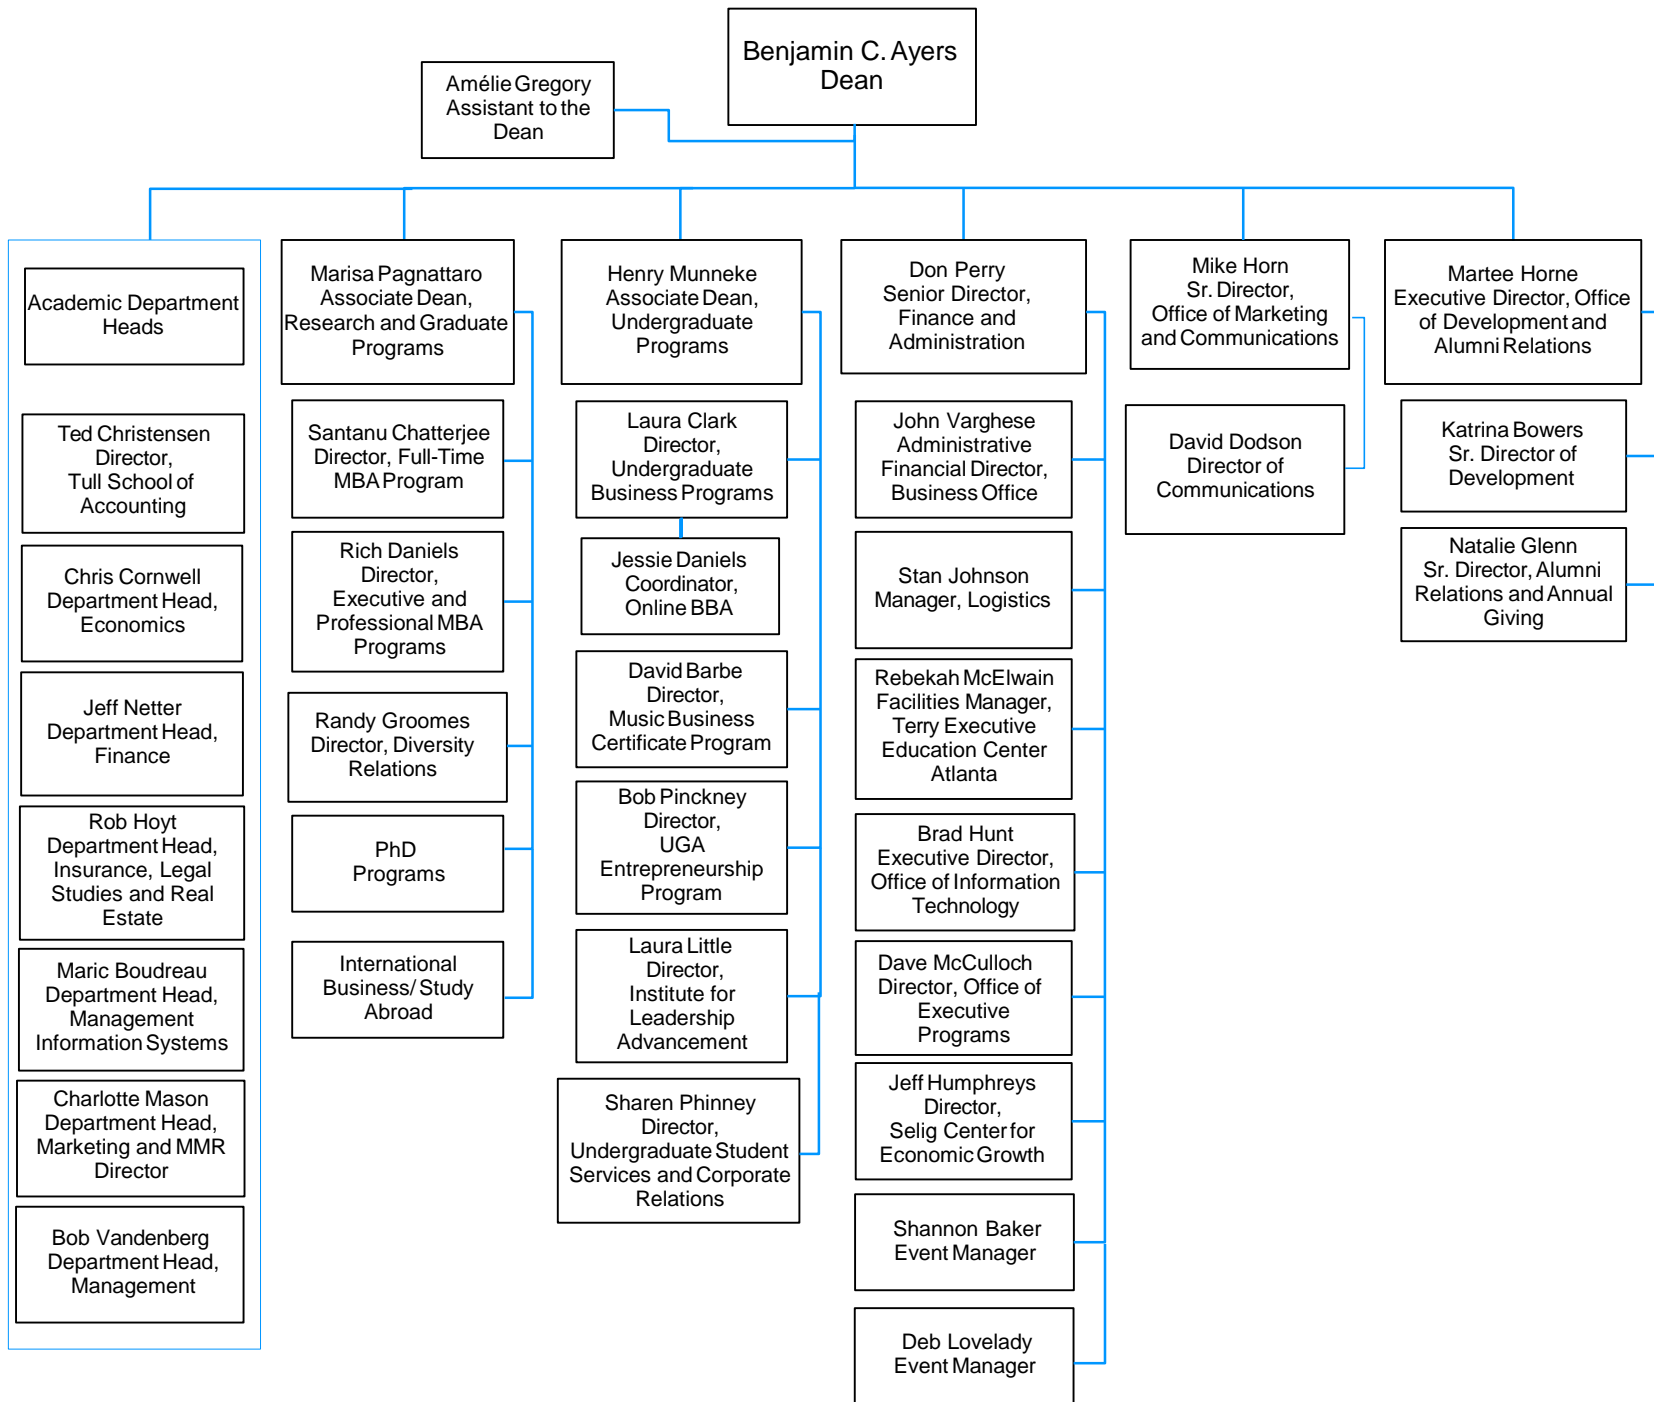 Benjamin C. Ayers
Dean
Amélie Gregory
Assistant to the
Dean
Academic Department
Heads
Ted Christensen
Director,
Tull School of
Accounting
Chris Cornwell
Department Head,
Economics
Jeff Netter
Department Head,
Finance
Rob Hoyt
Department Head,
Insurance, Legal
Studies and Real
Estate
Maric Boudreau
Department Head,
Management
Information Systems
Charlotte Mason
Department Head,
Marketing and MMR
Director
Bob Vandenberg
Department Head,
Management
Marisa Pagnattaro
Associate Dean,
Research and Graduate
Programs
Santanu Chatterjee
Director, Full-Time
MBA Program
Rich Daniels
Director,
Executive and
Professional MBA
Programs
Randy Groomes
Director, Diversity
Relations
PhD
Programs
International
Business/ Study
Abroad
Henry Munneke
Associate Dean,
Undergraduate
Programs
Laura Clark
Director,
Undergraduate
Business Programs
Jessie Daniels
Coordinator,
Online BBA
David Barbe
Director,
Music Business
Certificate Program
Bob Pinckney
Director,
UGA
Entrepreneurship
Program
Laura Little
Director,
Institute for
Leadership
Advancement
Sharen Phinney
Director,
Undergraduate Student
Services and Corporate
Relations
Don Perry
Senior Director,
Finance and
Administration
John Varghese
Administrative
Financial Director,
Business Office
Stan Johnson
Manager, Logistics
Rebekah McElwain
Facilities Manager,
Terry Executive
Education Center
Atlanta
Brad Hunt
Executive Director,
Office of Information
Technology
Dave McCulloch
Director, Office of
Executive
Programs
Jeff Humphreys
Director,
Selig Center for
Economic Growth
Shannon Baker
Event Manager
Deb Lovelady
Event Manager
Mike Horn
Sr. Director,
Office of Marketing
and Communications
David Dodson
Director of
Communications
Martee Horne
Executive Director, Office
of Development and
Alumni Relations
Katrina Bowers
Sr. Director of
Development
Natalie Glenn
Sr. Director, Alumni
Relations and Annual
Giving